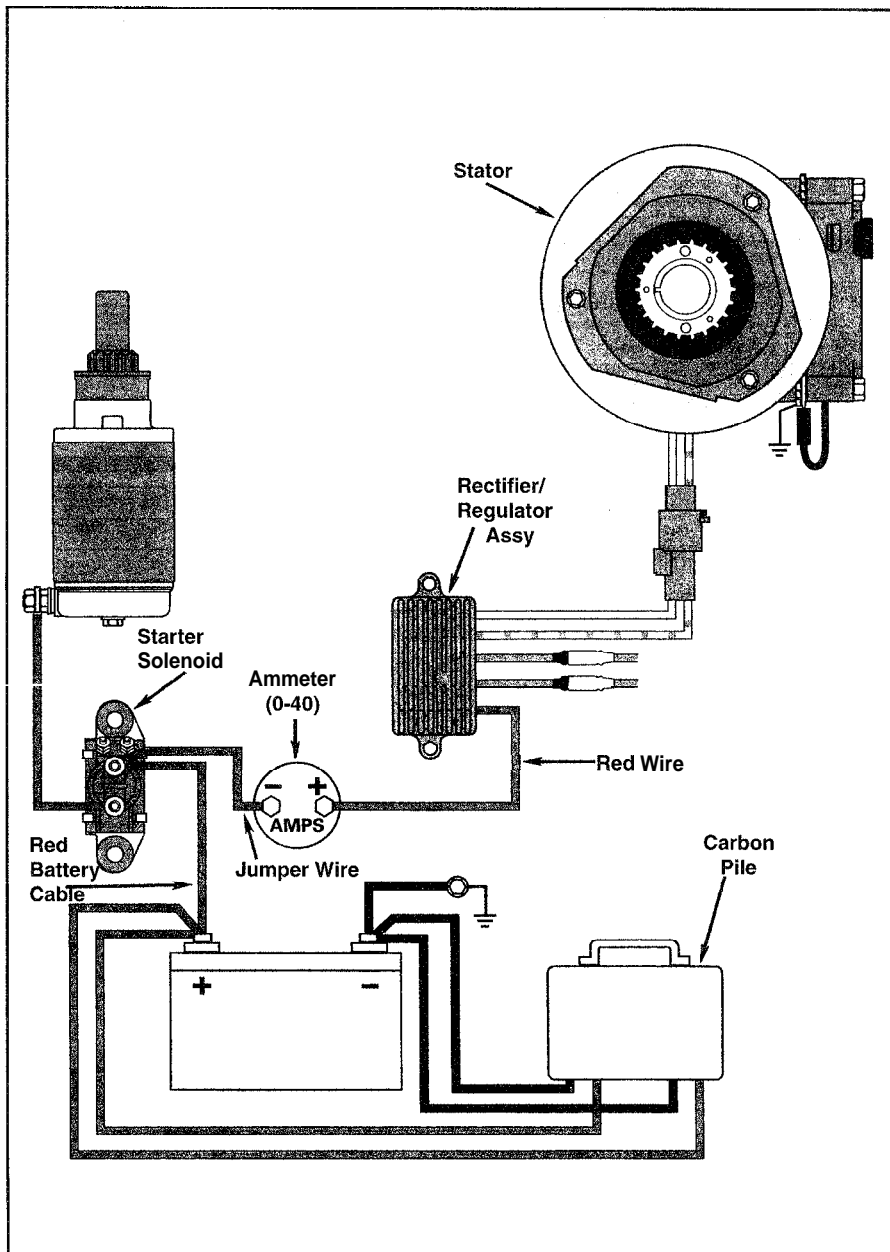 Stator
Rectifier/
Regulator
Assy
Starter
Solenoid
Ammeter
(0-40)
- +
AMPS
Red Wire
Jumper Wire
Red
Battery
Cable
Carbon
Pile
+ -